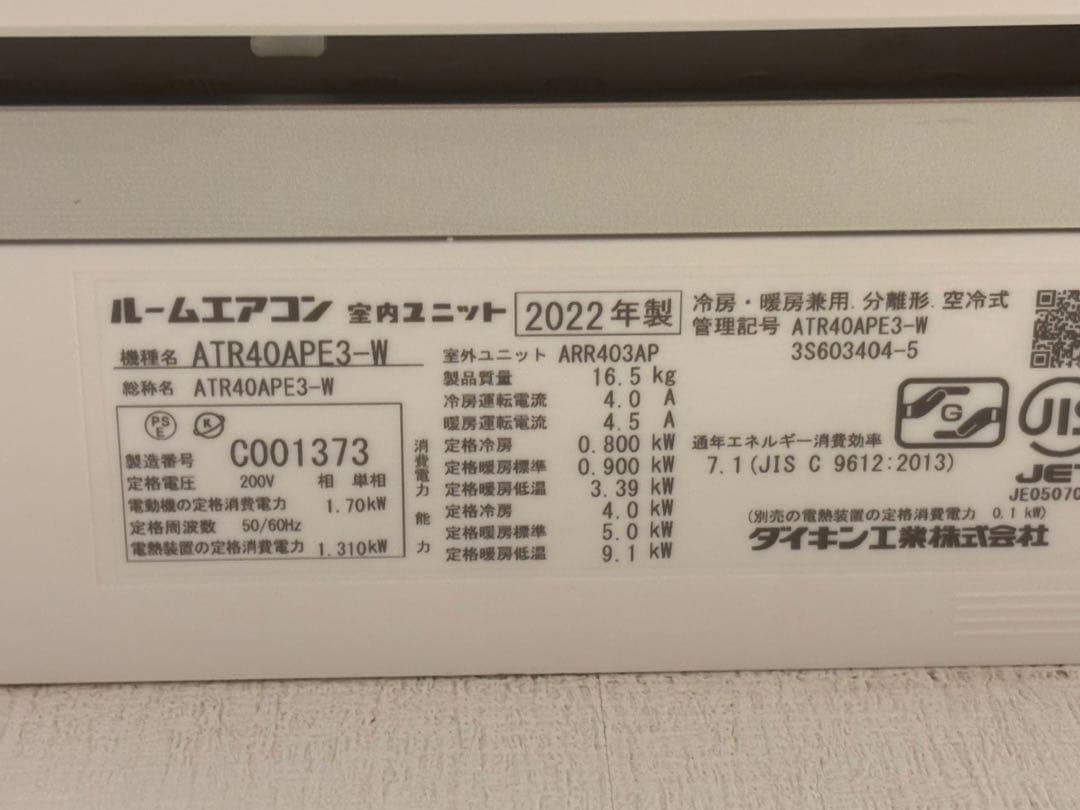 ルームエアコン 室内ユニット 2022年製
機種名 ATR40APE3-W
総称名 ATR40APE3-W
PS
E
K
製造番号 C001373
定格電圧 200V 相 単相
電動機の定格消費電力 1.70kW
定格周波数 50/60Hz
電熱装置の定格消費電力 1.310kW
室外ユニット ARR403AP
製品質量 16.5 kg
冷房運転電流 4.0 A
暖房運転電流 4.5 A
消費電力
定格冷房 0.800 kW
定格暖房標準 0.900 kW
定格暖房低温 3.39 kW
能力
定格冷房 4.0 kW
定格暖房標準 5.0 kW
定格暖房低温 9.1 kW
冷房・暖房兼用.分離形.空冷式
管理記号 ATR40APE3-W
3S603404-5
G
JIS
JET
JE0507
通年エネルギー消費効率
7.1(JIS C 9612:2013)
(別売の電熱装置の定格消費電力 0.1 kW)
ダイキン工業株式会社